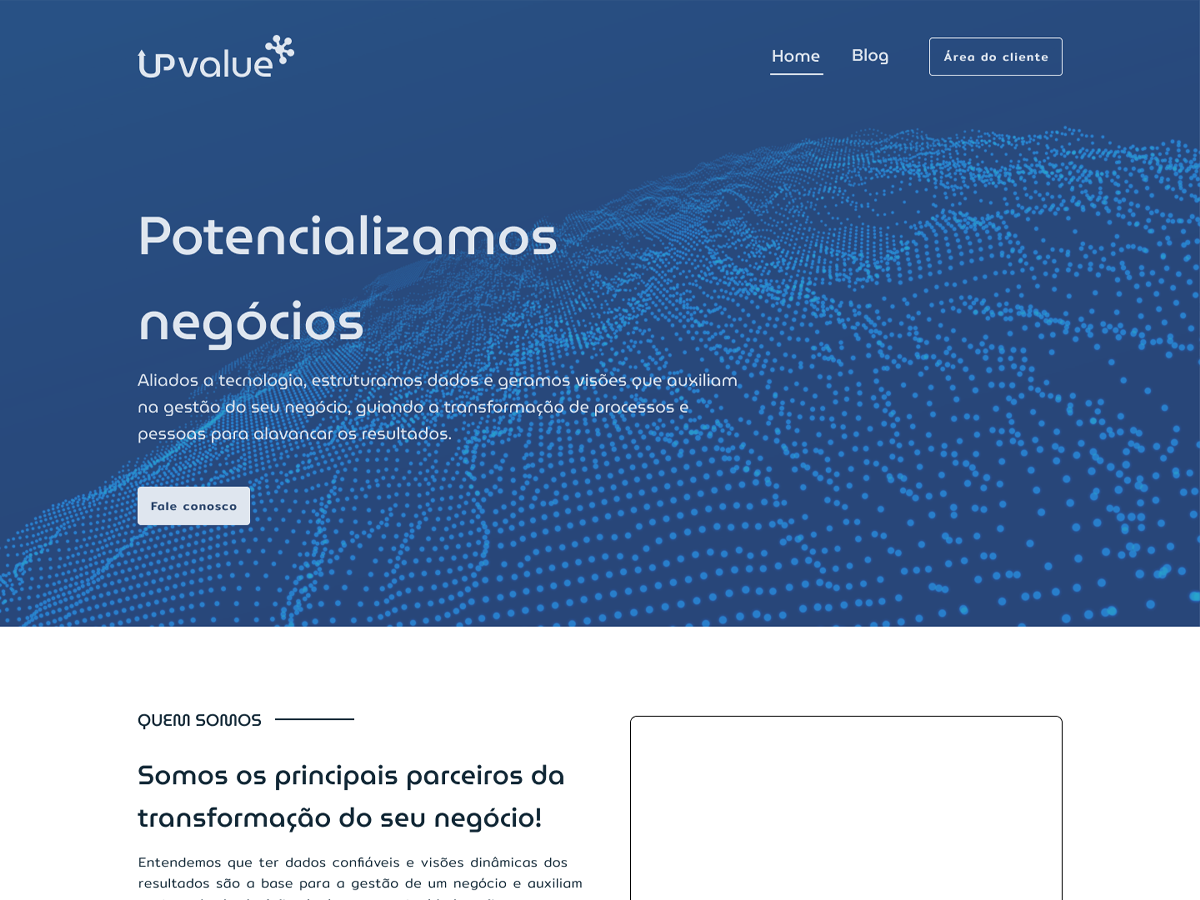 UPvalue
Home
Blog
Área do cliente
Potencializamos
negócios
Aliados a tecnologia, estruturamos dados e geramos visões que auxiliam
na gestão do seu negócio, guiando a transformação de processos e
pessoas para alavancar os resultados.
Fale conosco
QUEM SOMOS
Somos os principais parceiros da
transformação do seu negócio!
Entendemos que ter dados confiáveis e visões dinâmicas dos
resultados são a base para a gestão de um negócio e auxiliam